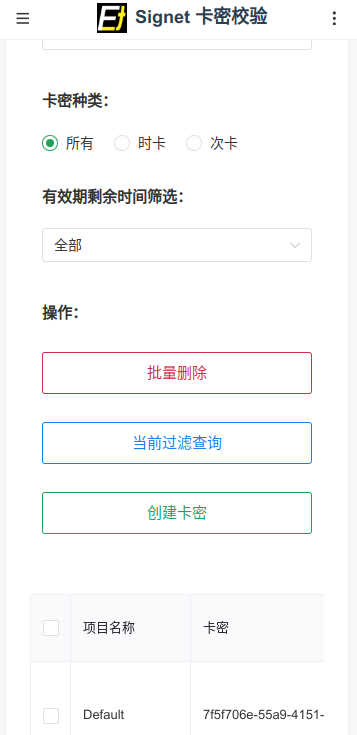 Et Signet 卡密校验
卡密种类：
所有 时卡 次卡
有效期剩余时间筛选：
全部
操作：
批量删除
当前过滤查询
创建卡密
项目名称 卡密
Default 7f5f706e-55a9-4151-